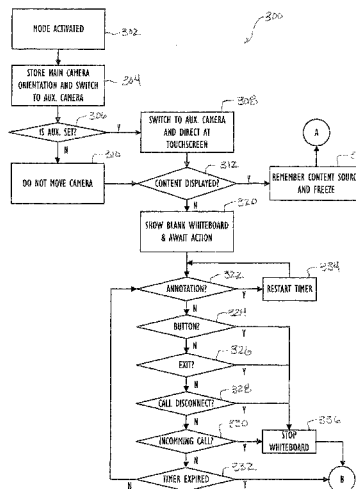 300
MODE ACTIVATED
302
STORE MAIN CAMERA
ORIENTATION AND SWITCH
TO AUX. CAMERA
304
306
IS AUX. SET?
Y
N
308
SWITCH TO AUX. CAMERA
AND DIRECT AT
TOUCHSCREEN
A
310
DO NOT MOVE CAMERA
312
CONTENT DISPLAYED?
Y
N
REMEMBER CONTENT SOURCE
AND FREEZE
320
SHOW BLANK WHITEBOARD
& AWAIT ACTION
322
ANNOTATION?
Y
N
334
RESTART TIMER
324
BUTTON?
Y
N
326
EXIT?
Y
N
328
CALL DISCONNECT?
Y
N
330
INCOMMING CALL?
Y
N
336
STOP
WHITEBOARD
332
TIMER EXPIRED
N
Y
B